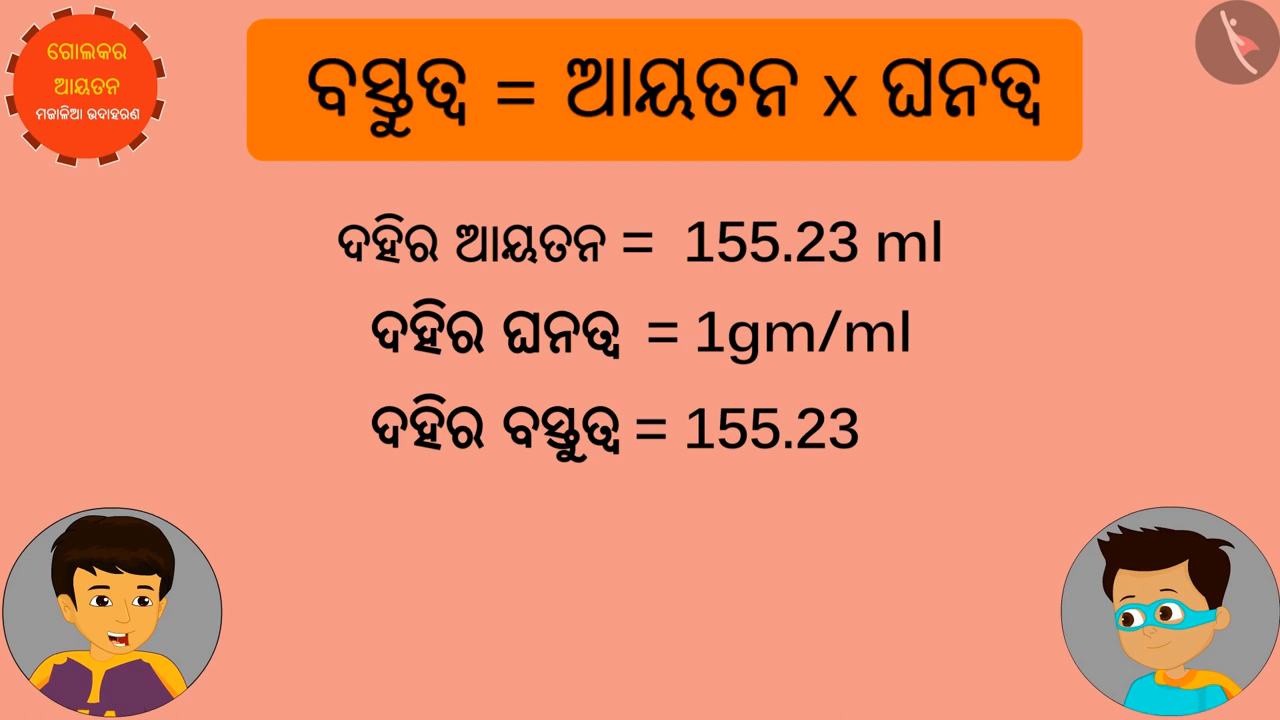 ଗୋଲକର
ଆୟତନ
ମଜାଳିଆ ଉଦାହରଣ
ବସ୍ତୁତ୍ୱ = ଆୟତନ x ଘନତ୍ୱ
ଦହିର ଆୟତନ = 155.23 ml
ଦହିର ଘନତ୍ୱ = 1gm/ml
ଦହିର ବସ୍ତୁତ୍ୱ = 155.23